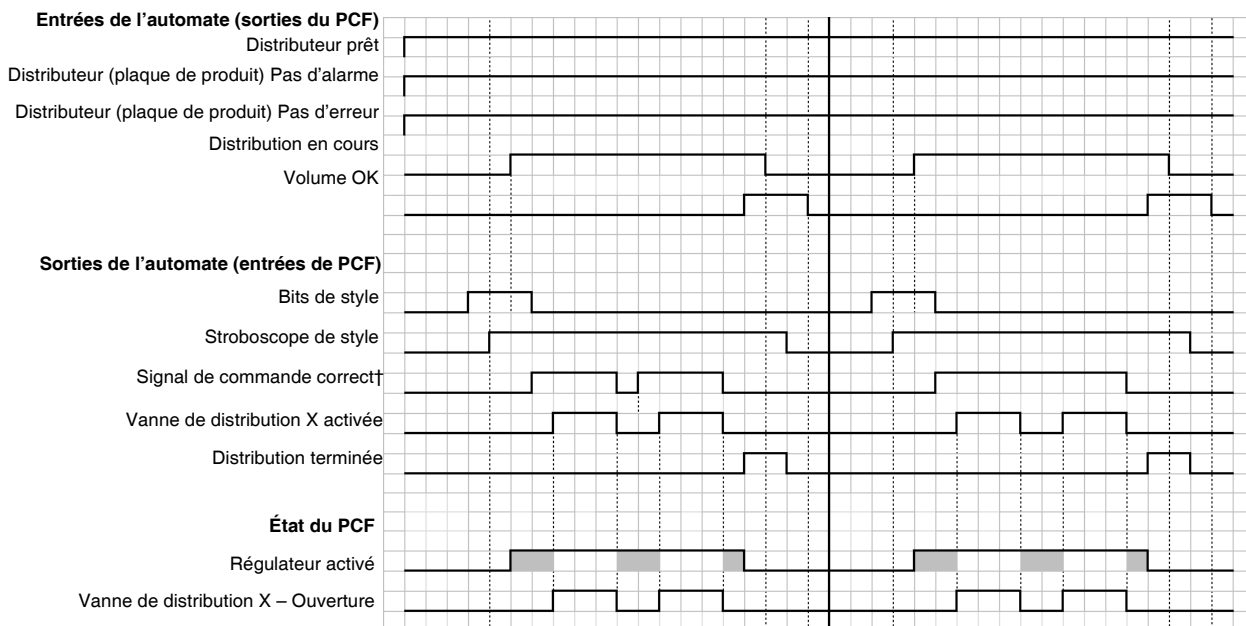 Entrées de l'automate (sorties du PCF)
Distributeur prêt
Distributeur (plaque de produit) Pas d'alarme
Distributeur (plaque de produit) Pas d'erreur
Distribution en cours
Volume OK
Sorties de l'automate (entrées de PCF)
Bits de style
Stroboscope de style
Signal de commande correct†
Vanne de distribution X activée
Distribution terminée
État du PCF
Régulateur activé
Vanne de distribution X – Ouverture